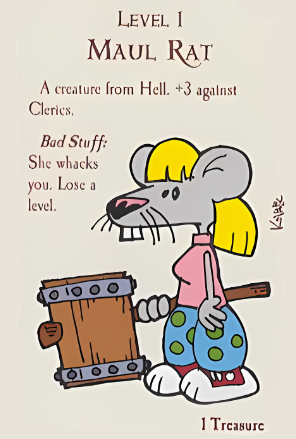 Level 1
Maul Rat
A creature from Hell. +3 against
Clerics.
Bad Stuff:
She whacks
you. Lose a
level.
Kovalic
1 Treasure